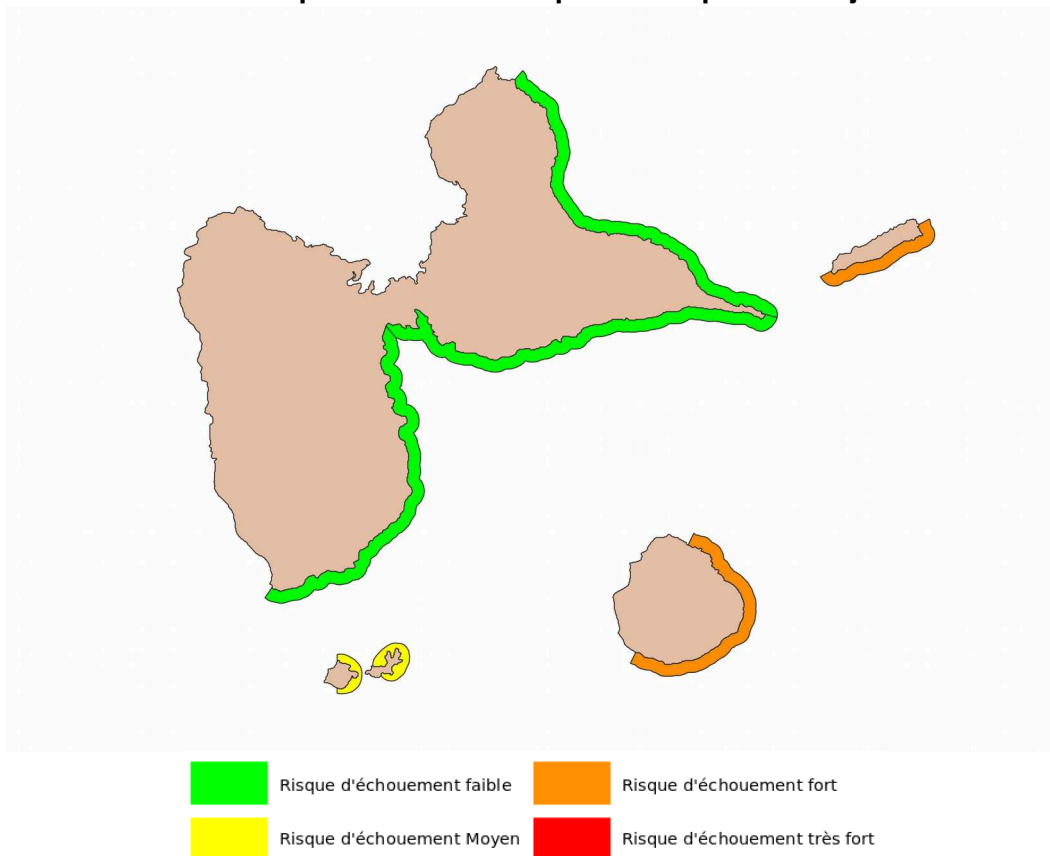 Risque d'échouement faible
Risque d'échouement fort
Risque d'échouement Moyen
Risque d'échouement très fort